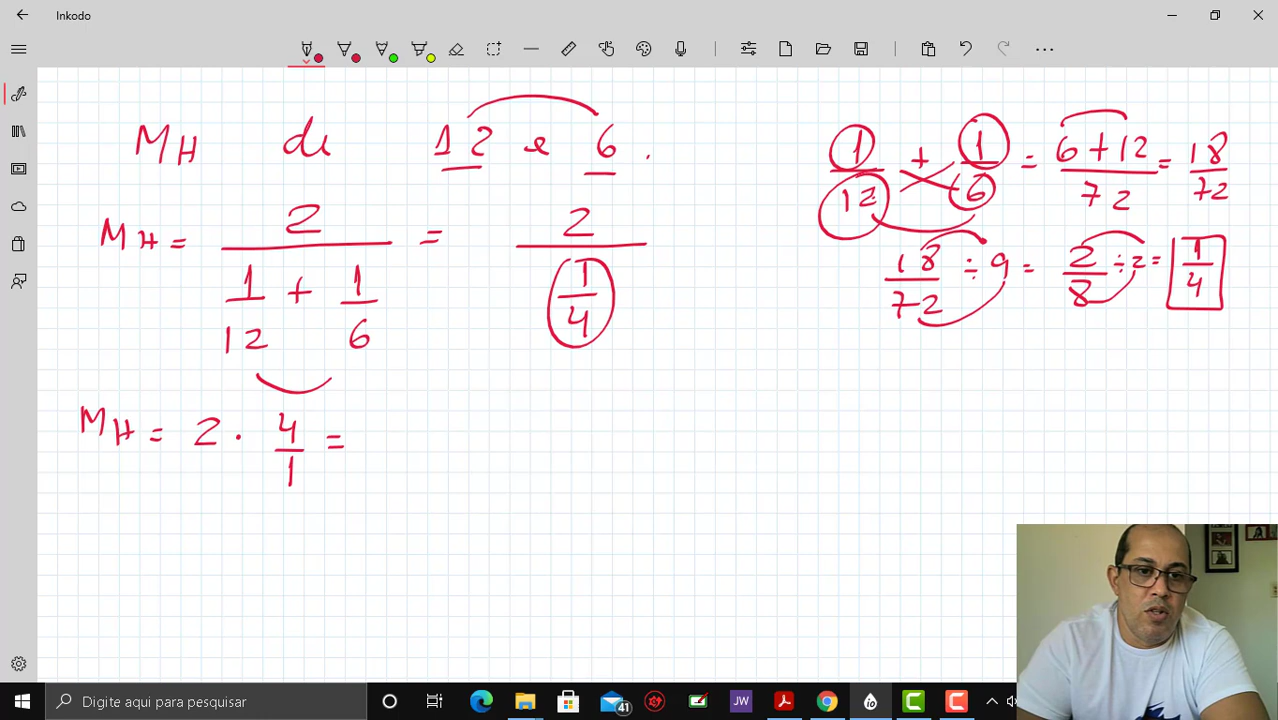 Inkodo
MH de 12 e 6.
1/12 + 1/6 = 6+12/72 = 18/72
MH = 2/(1/12 + 1/6) = 2/(1/4)
18/72 ÷ 9 = 2/8 ÷ 2 = 1/4
MH = 2 · 4/1 =
Digite aqui para pesquisar
41
JW